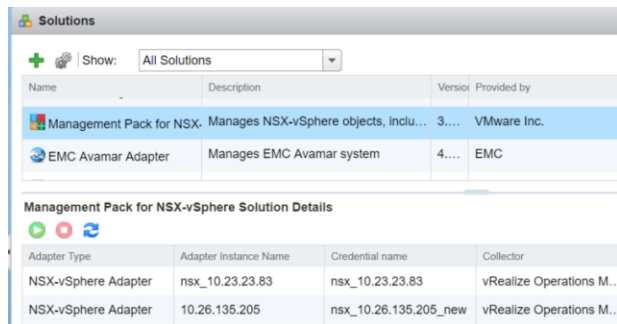 Solutions
Show: All Solutions
Name Description Version Provided by
Management Pack for NSX- Manages NSX-vSphere objects, inclu... 3.... VMware Inc.
EMC Avamar Adapter Manages EMC Avamar system 4.... EMC
Management Pack for NSX-vSphere Solution Details
Adapter Type Adapter Instance Name Credential name Collector
NSX-vSphere Adapter nsx_10.23.23.83 nsx_10.23.23.83 vRealize Operations M...
NSX-vSphere Adapter 10.26.135.205 nsx_10.26.135.205_new vRealize Operations M...